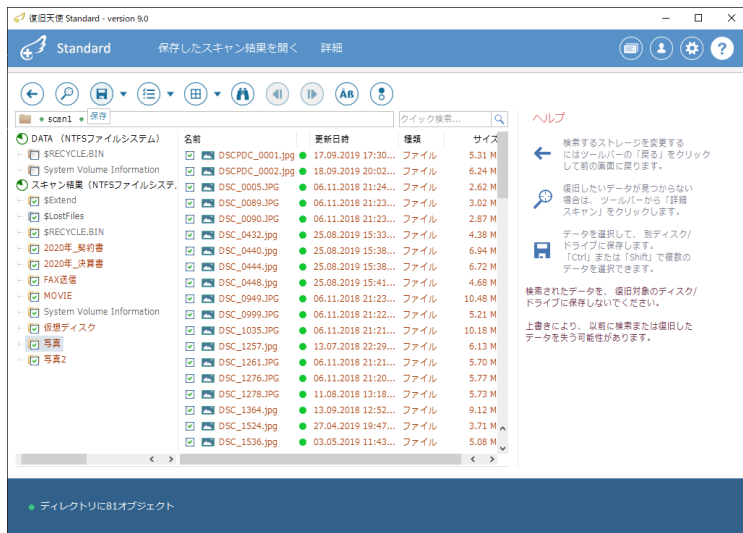 復旧天使 Standard - version 9.0
Standard 保存したスキャン結果を開く 詳細
Äß
scan1 保存 クイック検索...
DATA （NTFSファイルシステム）
$RECYCLE.BIN
System Volume Information
スキャン結果（NTFSファイルシステ.
$Extend
$LostFiles
$RECYCLE.BIN
2020年_契約書
2020年_決算書
FAX送信
MOVIE
System Volume Information
仮想ディスク
写真
写真2
名前 更新日時 種類 サイズ
DSCPDC_0001.jpg 17.09.2019 17:30... ファイル 5.31 M
DSCPDC_0002.jpg 18.09.2019 20:02... ファイル 6.24 M
DSC_0005.JPG 06.11.2018 21:24... ファイル 2.62 M
DSC_0089.JPG 06.11.2018 21:23... ファイル 3.02 M
DSC_0090.JPG 06.11.2018 21:23... ファイル 2.87 M
DSC_0432.jpg 25.08.2019 15:33... ファイル 4.38 M
DSC_0440.jpg 25.08.2019 15:38... ファイル 6.94 M
DSC_0444.jpg 25.08.2019 15:38... ファイル 6.72 M
DSC_0448.jpg 25.08.2019 15:41... ファイル 4.68 M
DSC_0949.JPG 06.11.2018 21:23... ファイル 10.48 M
DSC_0999.JPG 06.11.2018 21:22... ファイル 5.21 M
DSC_1035.JPG 06.11.2018 21:21... ファイル 10.18 M
DSC_1257.jpg 13.07.2018 22:29... ファイル 6.13 M
DSC_1261.JPG 06.11.2018 21:21... ファイル 5.70 M
DSC_1276.JPG 06.11.2018 21:20... ファイル 5.77 M
DSC_1278.JPG 11.08.2018 13:18... ファイル 5.73 M
DSC_1364.jpg 13.09.2018 12:52... ファイル 9.12 M
DSC_1524.jpg 27.04.2019 19:47... ファイル 3.71 M
DSC_1536.jpg 03.05.2019 11:43... ファイル 5.08 M
ヘルプ
検索するストレージを変更する
にはツールバーの「戻る」をクリック
して前の画面に戻ります。
復旧したいデータが見つからない
場合は、 ツールバーから「詳細
スキャン」をクリックします。
データを選択して、 別ディスク/
ドライブに保存します。
「Ctrl」または「Shift」で複数の
データを選択できます。
検索されたデータを、 復旧対象のディスク/
ドライブに保存しないでください。
上書きにより、 以前に検索または復旧した
データを失う可能性があります。
ディレクトリに81オブジェクト